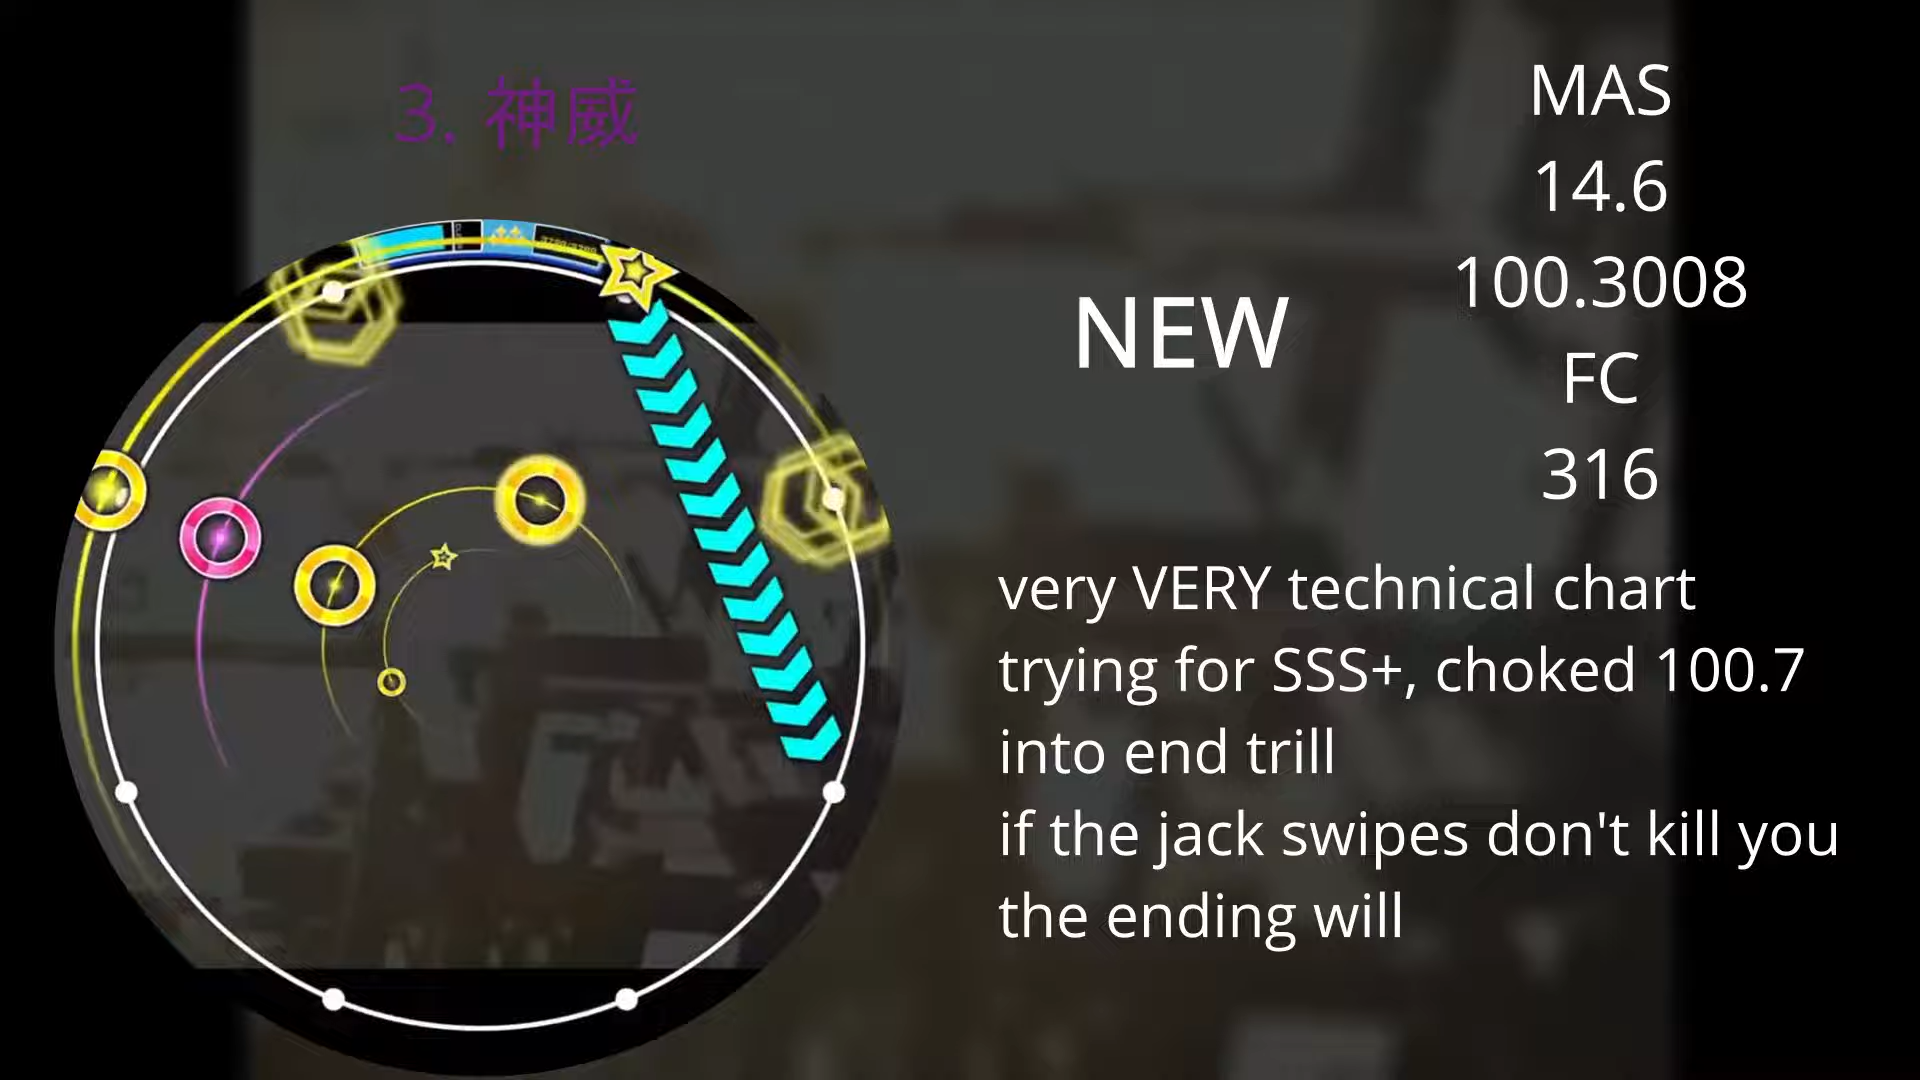 3. 神威
MAS
14.6
100.3008
FC
316
NEW
very VERY technical chart
trying for SSS+, choked 100.7
into end trill
if the jack swipes don't kill you
the ending will